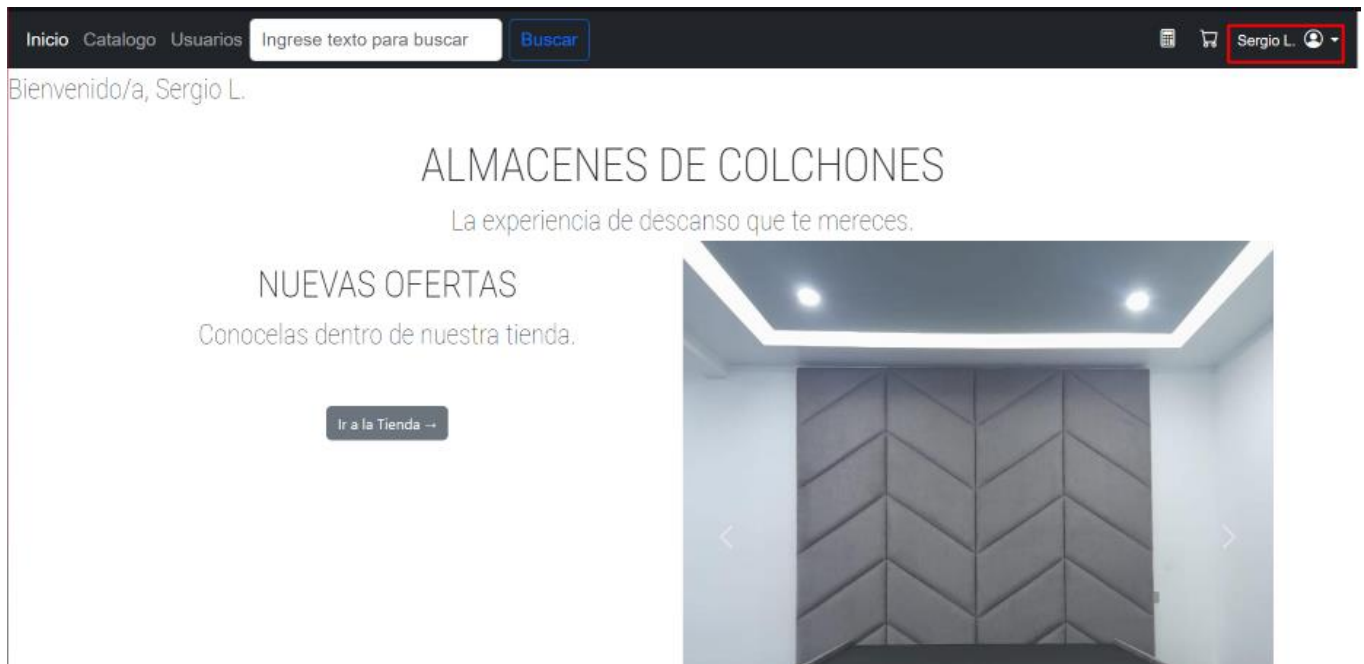 Inicio Catalogo Usuarios Ingrese texto para buscar Buscar Sergio L.
Bienvenido/a, Sergio L.
ALMACENES DE COLCHONES
La experiencia de descanso que te mereces.
NUEVAS OFERTAS
Conocelas dentro de nuestra tienda.
Ir a la Tienda →